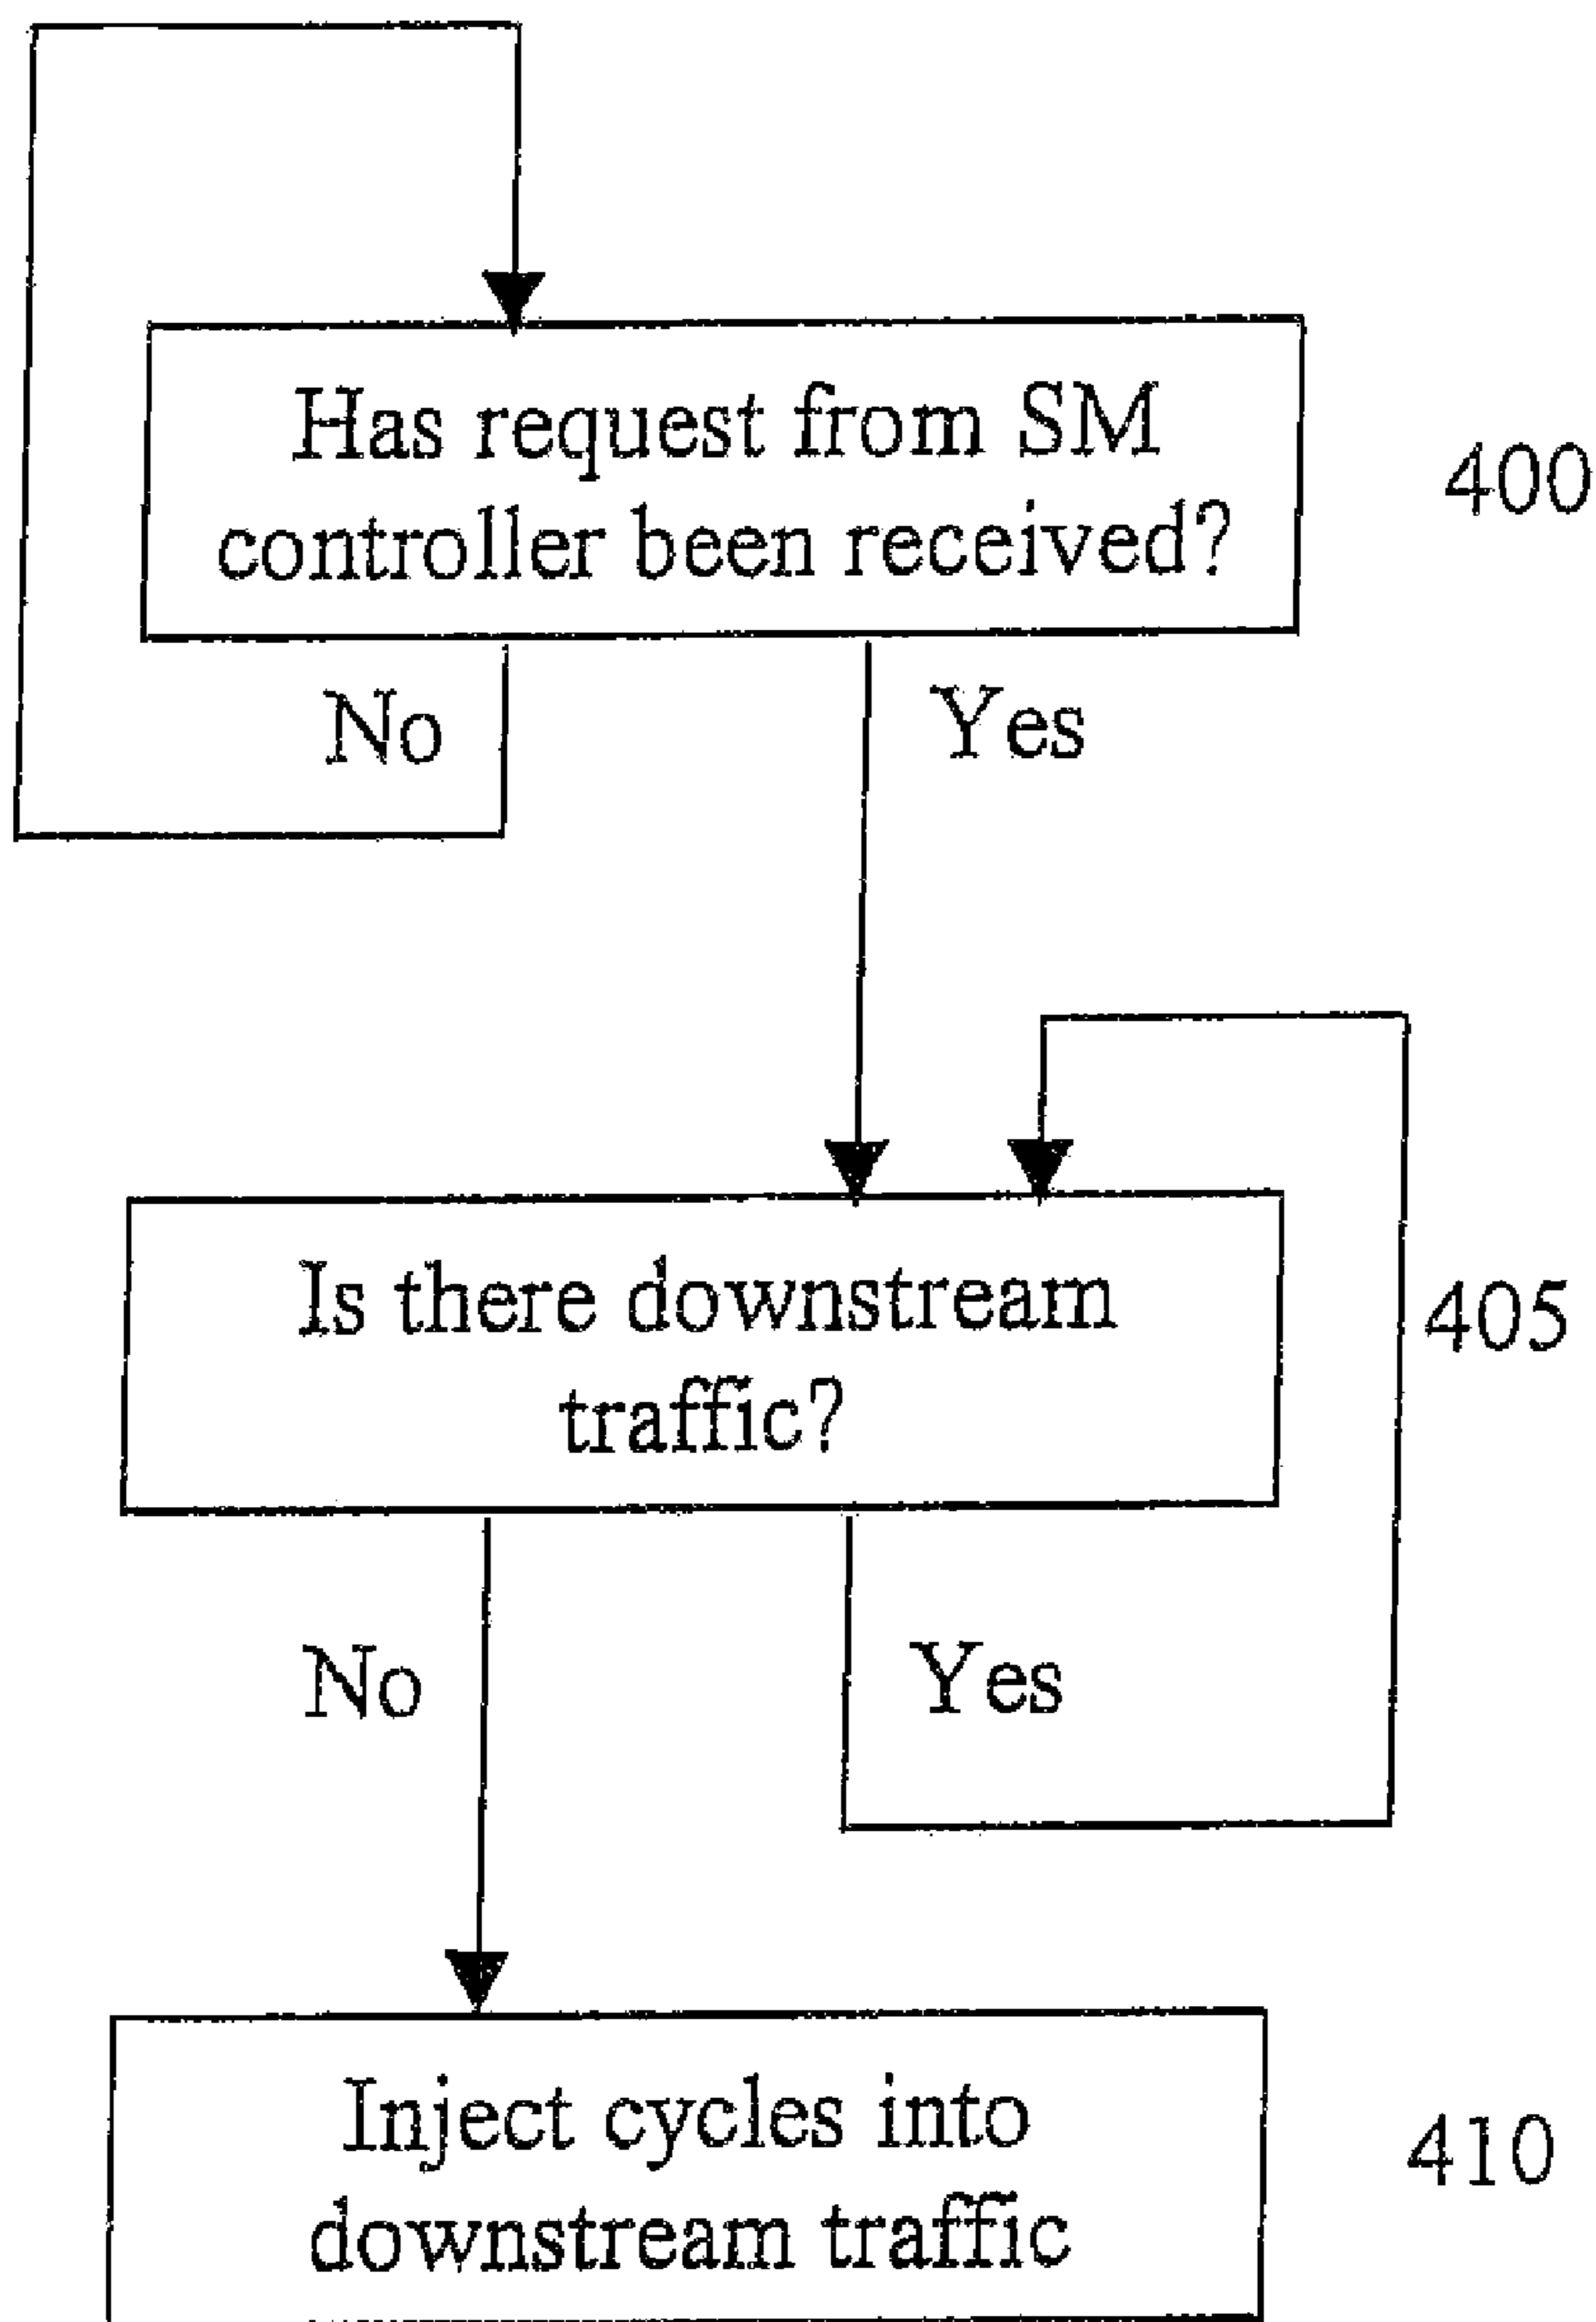 Has request from SM
controller been received?
400
No
Yes
Is there downstream
traffic?
405
No
Yes
Inject cycles into
downstream traffic
410